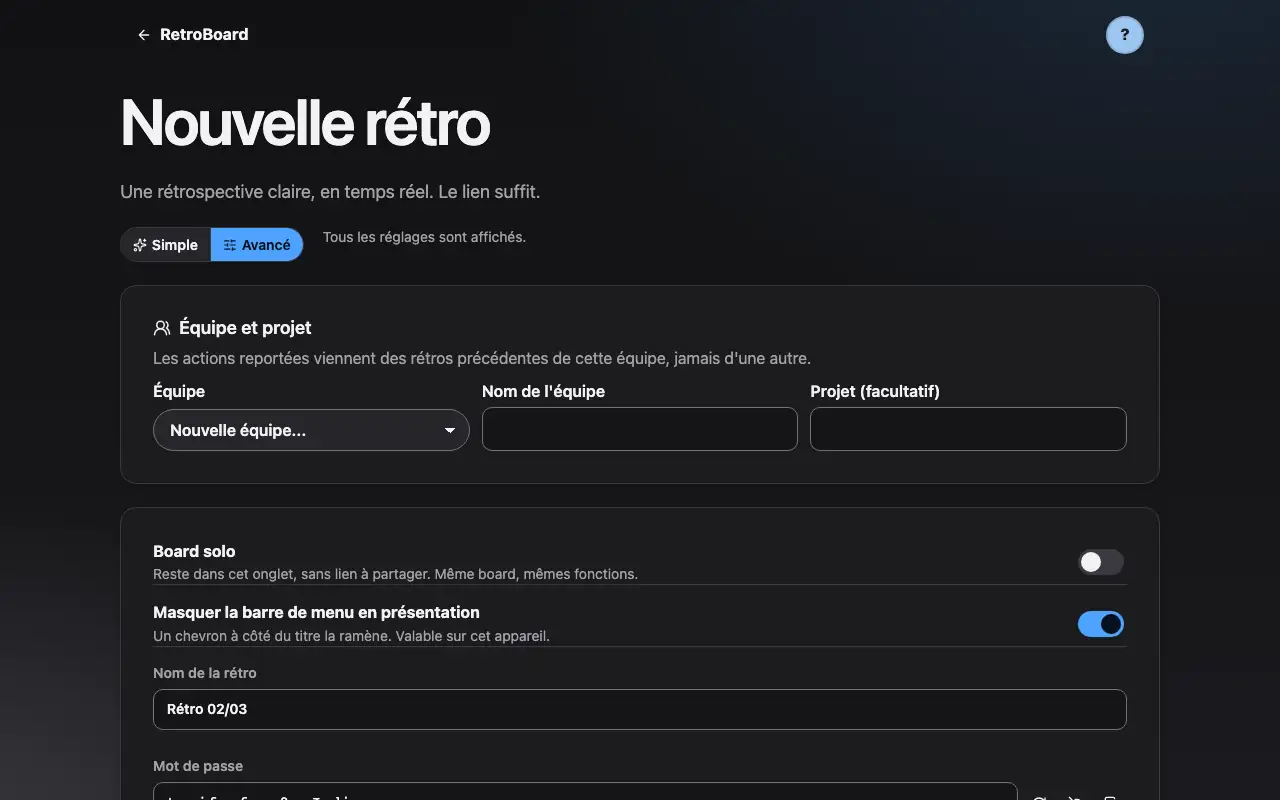 RetroBoard
?
Nouvelle rétro
Une rétrospective claire, en temps réel. Le lien suffit.
Simple
Avancé
Tous les réglages sont affichés.
Équipe et projet
Les actions reportées viennent des rétros précédentes de cette équipe, jamais d'une autre.
Équipe
Nom de l'équipe
Projet (facultatif)
Nouvelle équipe...
Board solo
Reste dans cet onglet, sans lien à partager. Même board, mêmes fonctions.
Masquer la barre de menu en présentation
Un chevron à côté du titre la ramène. Valable sur cet appareil.
Nom de la rétro
Rétro 02/03
Mot de passe